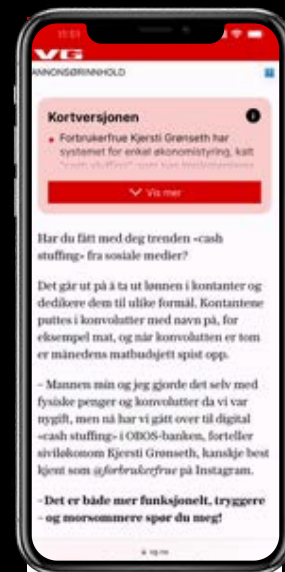 VG
ANNONSØRINNHOLD
Kortversjonen
• Forbrukerfrue Kjersti Grønseth har
systemet for enkel økonomistyring, kalt
Vis mer
Har du fått med deg trenden «cash
stuffing» fra sosiale medier?
Det går ut på å ta ut lønnen i kontanter og
dedikere dem til ulike formål. Kontantene
puttes i konvolutter med navn på, for
eksempel mat, og når konvolutten er tom
er månedens matbudsjett spist opp.
– Mannen min og jeg gjorde det selv med
fysiske penger og konvolutter da vi var
nygift, men nå har vi gått over til digital
«cash stuffing» i OBOS-banken, forteller
siviløkonom Kjersti Grønseth, kanskje best
kjent som @forbrukerfrue på Instagram.
–Det er både mer funksjonelt, tryggere
– og morsommere spør du meg!
vg.no